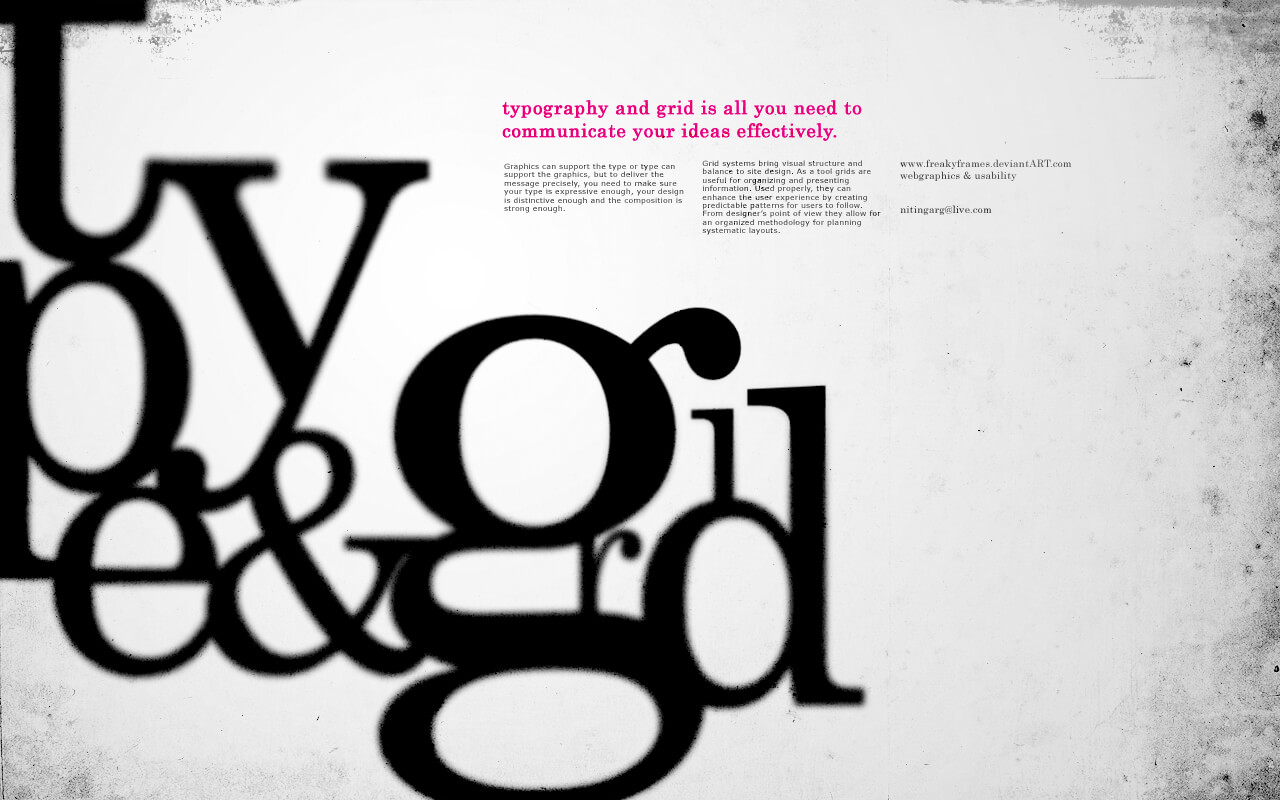 typography and grid is all you need to
communicate your ideas effectively.
Graphics can support the type or type can
support the graphics, but to deliver the
message precisely, you need to make sure
your type is expressive enough, your design
is distinctive enough and the composition is
strong enough.
Grid systems bring visual structure and
balance to site design. As a tool grids are
useful for organizing and presenting
information. Used properly, they can
enhance the user experience by creating
predictable patterns for users to follow.
From designer's point of view they allow for
an organized methodology for planning
systematic layouts.
www.freakyframes.deviantART.com
webgraphics & usability
nitingarg@live.com
ty
pe
&
grid